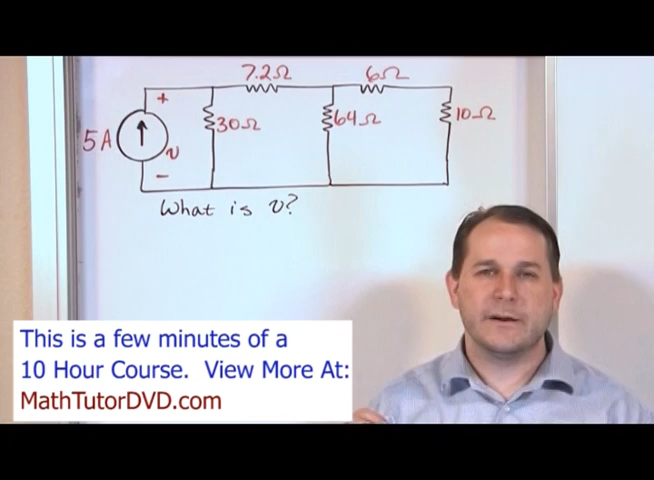 7.2Ω 6Ω
+
5A 30Ω 64Ω 10Ω
v
−
What is v?
This is a few minutes of a
10 Hour Course. View More At:
MathTutorDVD.com